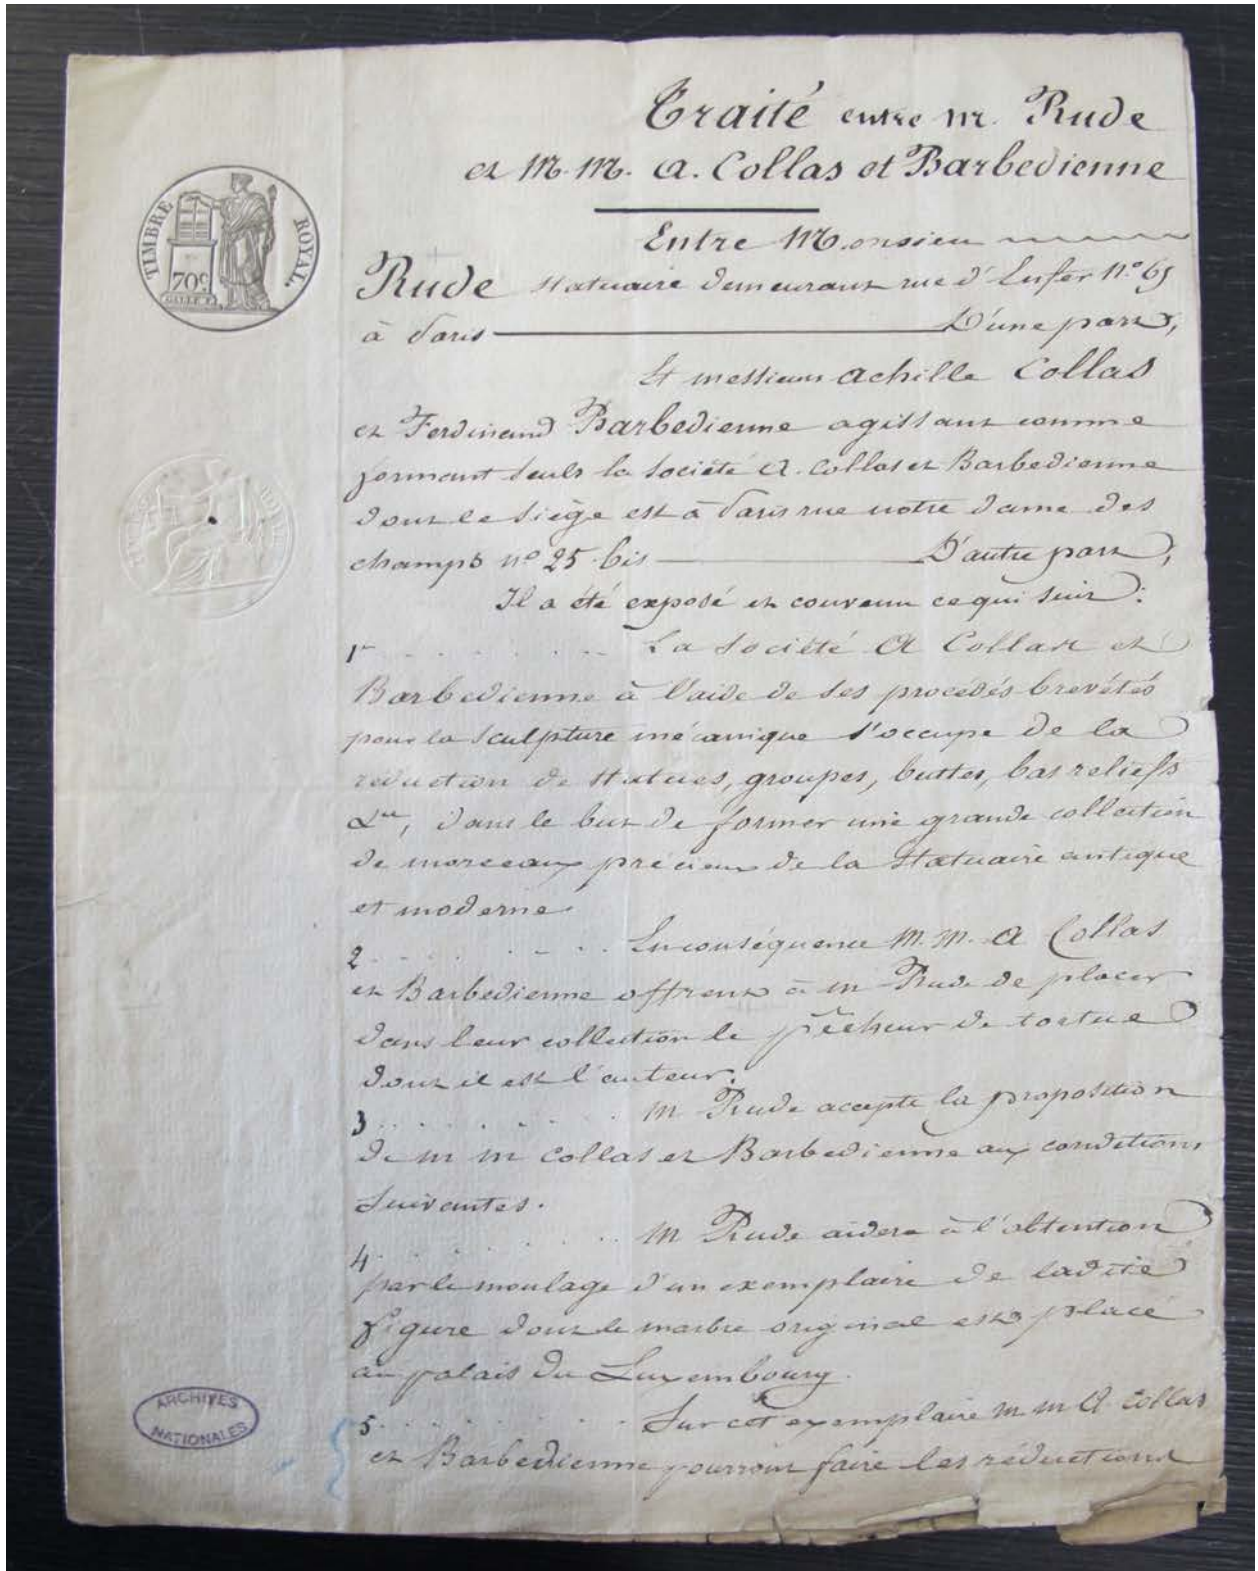 Traité entre M. Rude
et M.M. A. Collas et Barbedienne
Entre Monsieu
Rude statuaire demeurant rue d'Enfer N° 65
à Paris D'une part,
Et messieurs Achille Collas
et Ferdinand Barbedienne agissant comme
formant seuls la Société A. Collas et Barbedienne
dont le siège est à Paris rue notre dame des
champs n° 25 bis D'autre part,
Il a été exposé et convenu ce qui suit :
1° La Société A Collas et
Barbedienne à l'aide de ses procédés brevétés
pour la Sculpture mécanique s'occupe de la
réduction de statues, groupes, bustes, bas reliefs
&a, dans le but de former une grande collection
de morceaux précieux de la statuaire antique
et moderne.
2 En conséquence M.M. A Collas
et Barbedienne offrent à M Rude de placer
dans leur collection le pêcheur de tortue
dont il est l'auteur.
3 M Rude accepte la proposition
de M M Collas et Barbedienne aux conditions
suivantes.
4 M Rude aidera à l'obtention
par le moulage d'un exemplaire de ladite
figure dont le marbre original est placé
au palais du Luxembourg.
5 Sur cet exemplaire M M A. Collas
et Barbedienne pourront faire les réductions
TIMBRE ROYAL.
70c
ARCHIVES
NATIONALES